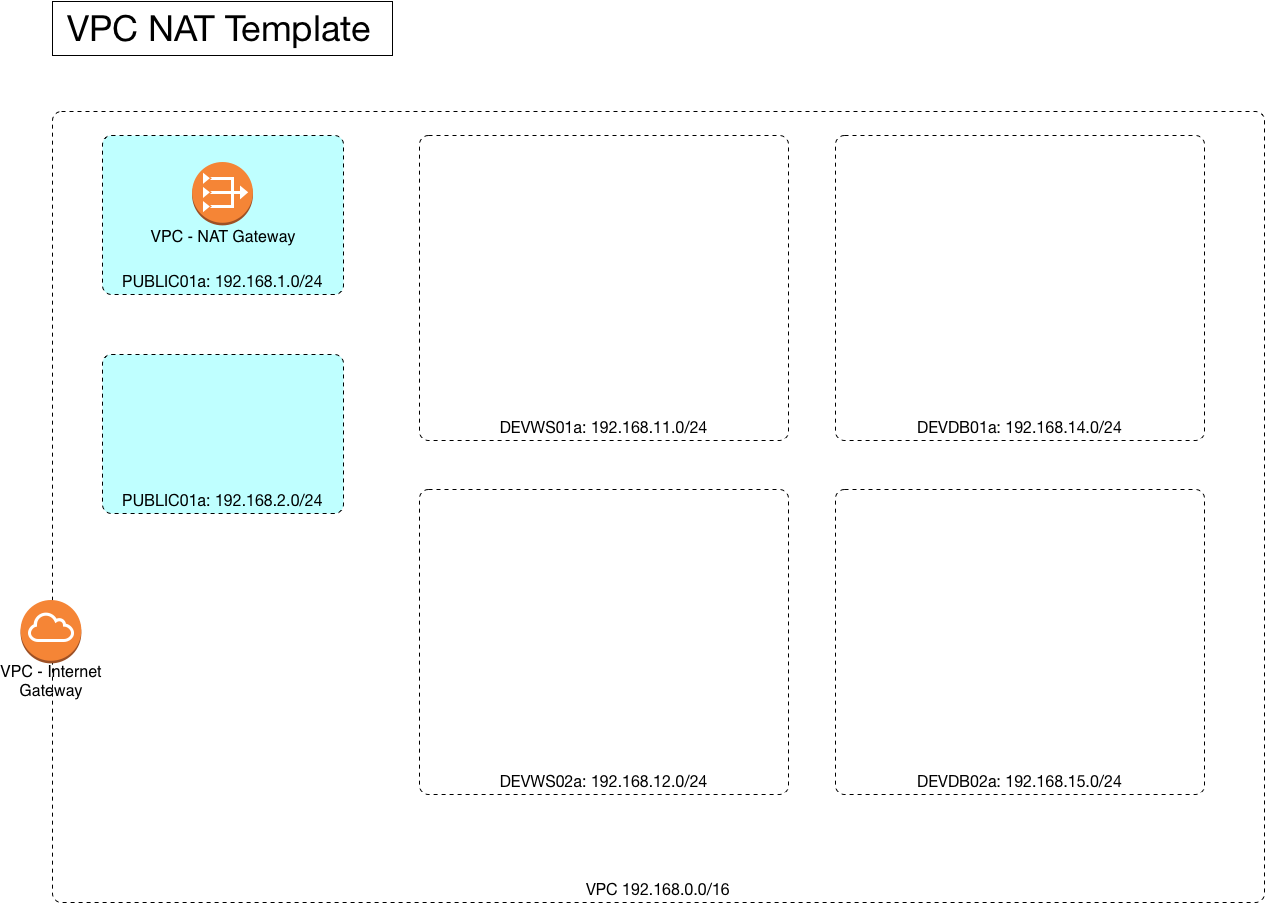 VPC NAT Template
VPC - NAT Gateway
PUBLIC01a: 192.168.1.0/24
PUBLIC01a: 192.168.2.0/24
DEVWS01a: 192.168.11.0/24
DEVDB01a: 192.168.14.0/24
VPC - Internet
Gateway
DEVWS02a: 192.168.12.0/24
DEVDB02a: 192.168.15.0/24
VPC 192.168.0.0/16